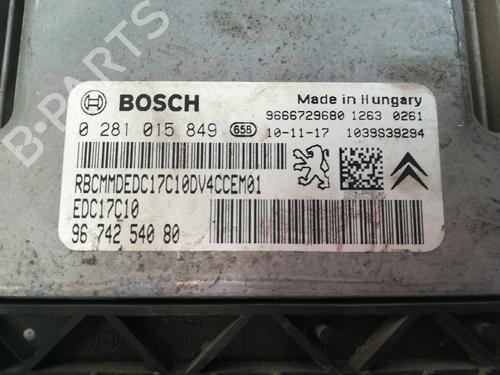 B-PARTS
BOSCH
Made in Hungary
9666729680 1263 0261
0 281 015 849 658 10-11-17 1039S39294
RBCMMDEDC17C10DV4CCEM01
EDC17C10
96 742 540 80